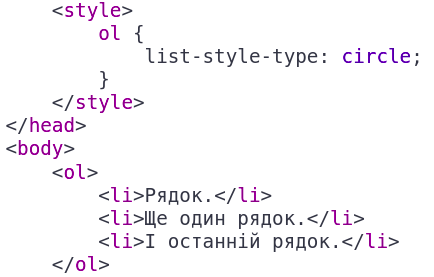 <style>
ol {
list-style-type: circle;
}
</style>
</head>
<body>
<ol>
<li>Рядок.</li>
<li>Ще один рядок.</li>
<li>І останній рядок.</li>
</ol>